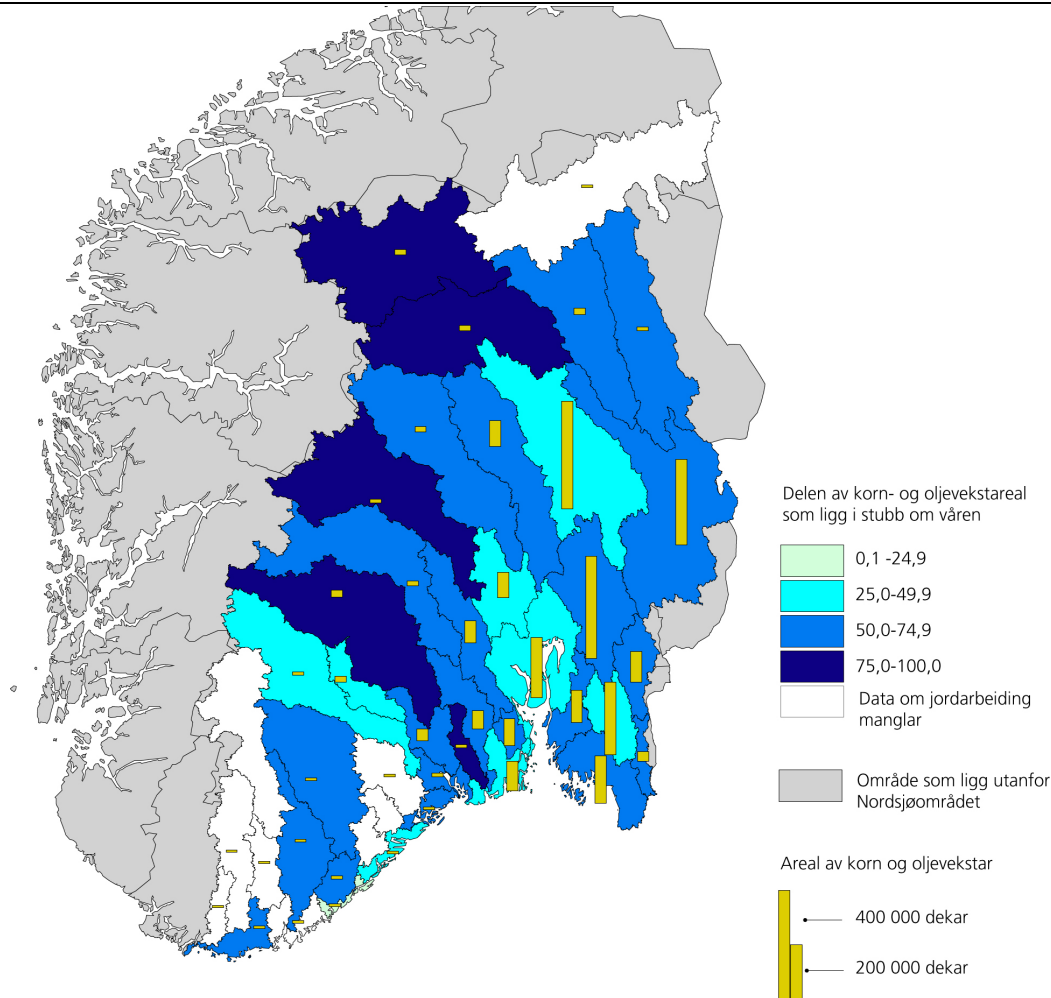 Delen av korn- og oljevekstareal
som ligg i stubb om våren
0,1 -24,9
25,0-49,9
50,0-74,9
75,0-100,0
Data om jordarbeiding
manglar
Område som ligg utanfor
Nordsjøområdet
Areal av korn og oljevekstar
400 000 dekar
200 000 dekar